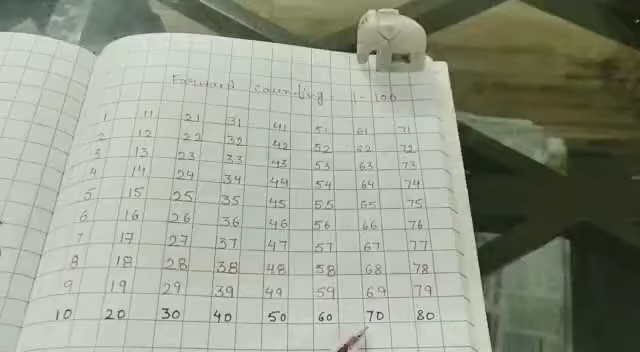 Forward counting 1-100
1 11 21 31 41 51 61 71
2 12 22 32 42 52 62 72
3 13 23 33 43 53 63 73
4 14 24 34 44 54 64 74
5 15 25 35 45 55 65 75
6 16 26 36 46 56 66 76
7 17 27 37 47 57 67 77
8 18 28 38 48 58 68 78
9 19 29 39 49 59 69 79
10 20 30 40 50 60 70 80